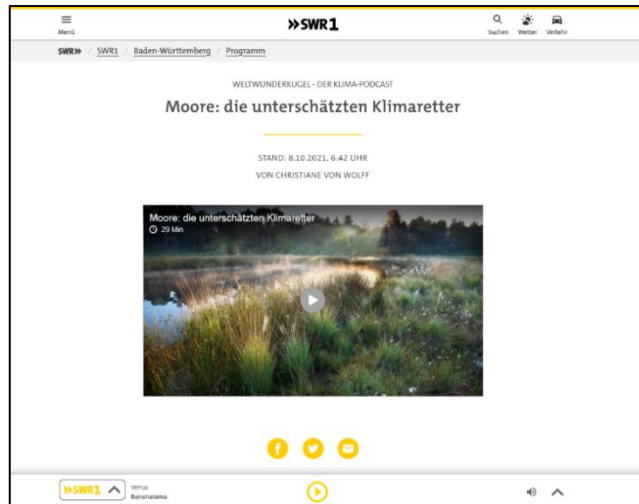 Menü
»SWR1
Suchen
Wetter
Verkehr
SWR» / SWR1 / Baden-Württemberg / Programm
WELTWUNDERKUGEL - DER KLIMA-PODCAST
Moore: die unterschätzten Klimaretter
STAND: 8.10.2021, 6:42 UHR
VON CHRISTIANE VON WOLFF
Moore: die unterschätzten Klimaretter
29 Min
»SWR1
Venus
Bananarama